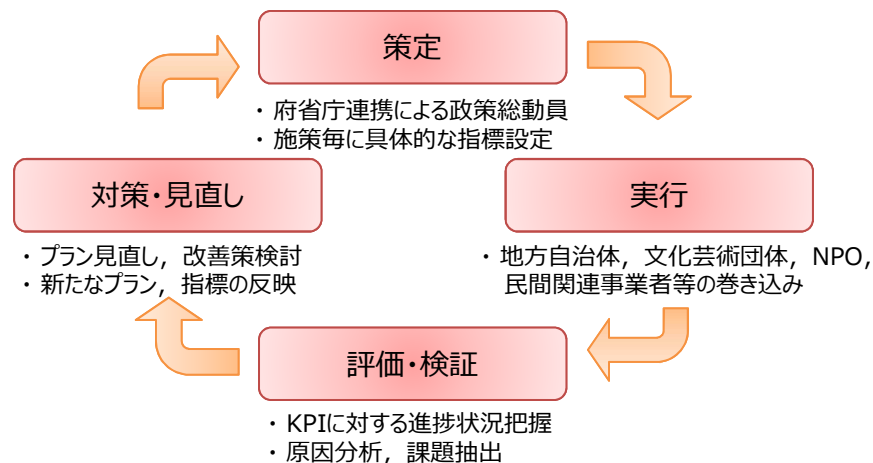 策定
・ 府省庁連携による政策総動員
・ 施策毎に具体的な指標設定
対策・見直し
・ プラン見直し，改善策検討
・ 新たなプラン，指標の反映
実行
・ 地方自治体，文化芸術団体，NPO，
民間関連事業者等の巻き込み
評価・検証
・ KPIに対する進捗状況把握
・ 原因分析，課題抽出